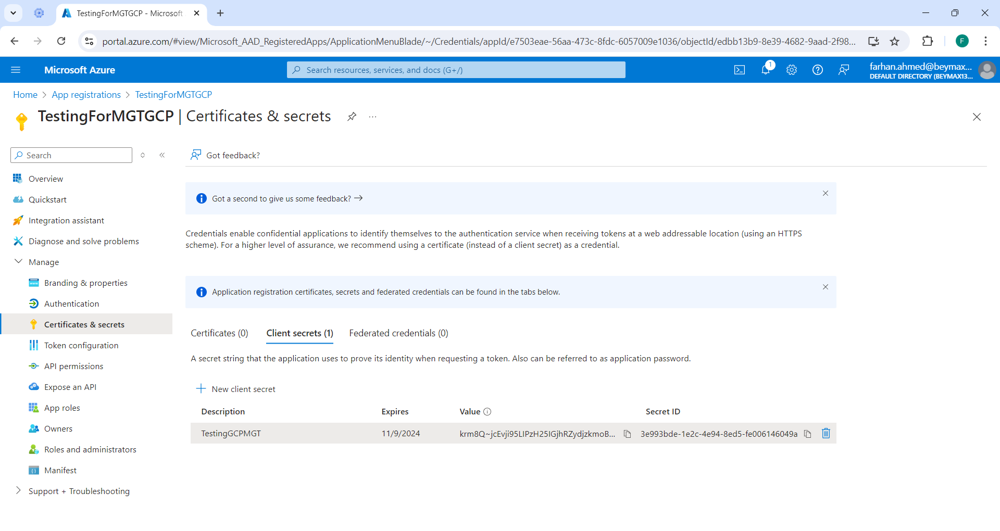 TestingForMGTGCP - Microsoft
portal.azure.com/#view/Microsoft_AAD_RegisteredApps/ApplicationMenuBlade/~/Credentials/appId/e7503eae-56aa-473c-8fdc-6057009e1036/objectId/edbb13b9-8e39-4682-9aad-2f98...
F
Microsoft Azure
Search resources, services, and docs (G+/)
1
farhan.ahmed@beymax...
DEFAULT DIRECTORY (BEYMAX13...
Home > App registrations > TestingForMGTGCP
TestingForMGTGCP | Certificates & secrets
Search
Got feedback?
Overview
Quickstart
Integration assistant
Diagnose and solve problems
Manage
Branding & properties
Authentication
Certificates & secrets
Token configuration
API permissions
Expose an API
App roles
Owners
Roles and administrators
Manifest
Support + Troubleshooting
Got a second to give us some feedback? →
Credentials enable confidential applications to identify themselves to the authentication service when receiving tokens at a web addressable location (using an HTTPS
scheme). For a higher level of assurance, we recommend using a certificate (instead of a client secret) as a credential.
Application registration certificates, secrets and federated credentials can be found in the tabs below.
Certificates (0) Client secrets (1) Federated credentials (0)
A secret string that the application uses to prove its identity when requesting a token. Also can be referred to as application password.
New client secret
Description Expires Value Secret ID
TestingGCPMGT 11/9/2024 krm8Q~jcEvji95LIPzH25IGjhRZydjzkmoB... 3e993bde-1e2c-4e94-8ed5-fe006146049a